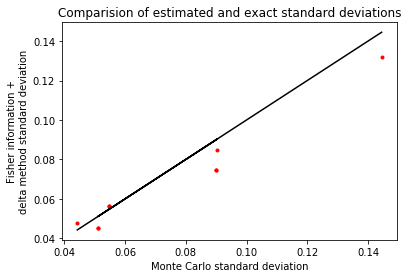 Comparision of estimated and exact standard deviations
0.14
0.12
0.10
0.08
0.06
0.04
Fisher information +
delta method standard deviation
0.04 0.06 0.08 0.10 0.12 0.14
Monte Carlo standard deviation